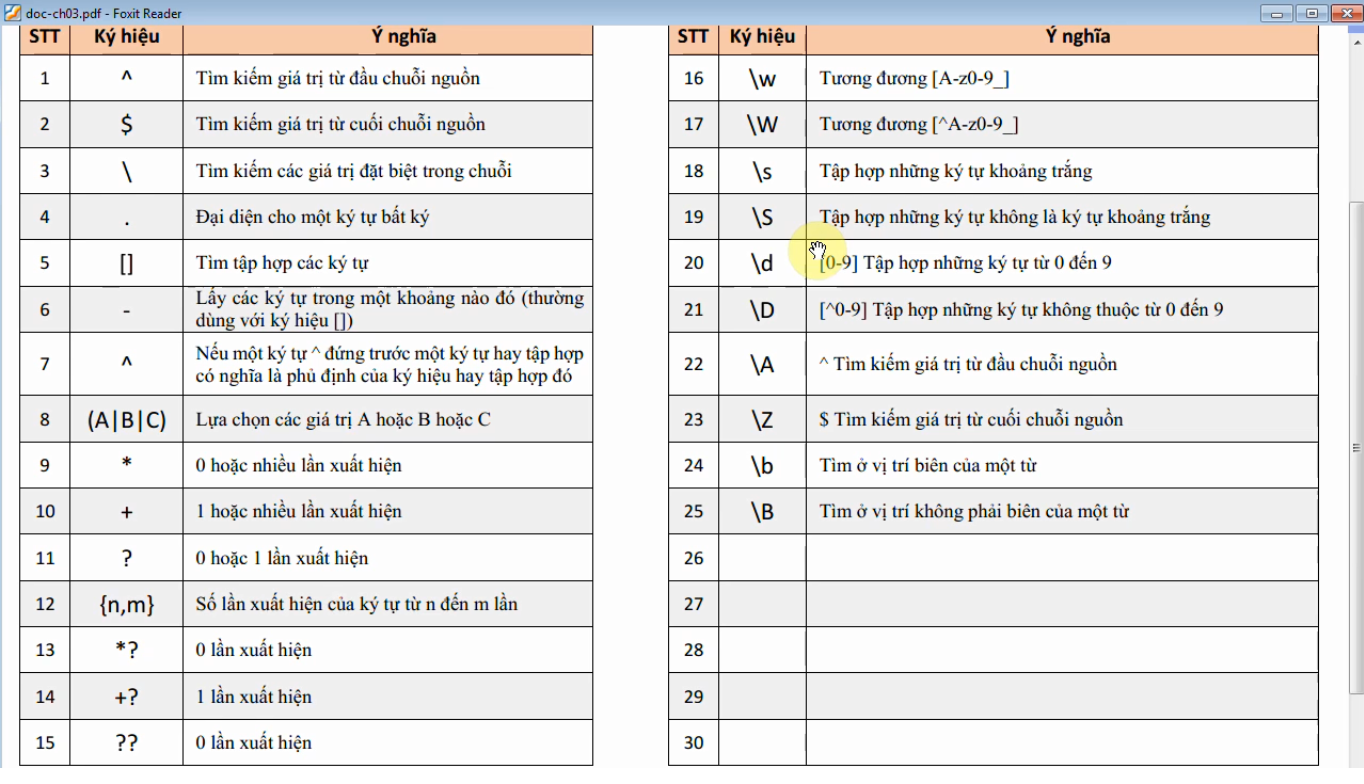 doc-ch03.pdf - Foxit Reader
STT Ký hiệu Ý nghĩa
1 ^ Tìm kiếm giá trị từ đầu chuỗi nguồn
2 $ Tìm kiếm giá trị từ cuối chuỗi nguồn
3 \ Tìm kiếm các giá trị đặt biệt trong chuỗi
4 . Đại diện cho một ký tự bất ký
5 [] Tìm tập hợp các ký tự
6 - Lấy các ký tự trong một khoảng nào đó (thường
dùng với ký hiệu [])
7 ^ Nếu một ký tự ^ đứng trước một ký tự hay tập hợp
có nghĩa là phủ định của ký hiệu hay tập hợp đó
8 (A|B|C) Lựa chọn các giá trị A hoặc B hoặc C
9 * 0 hoặc nhiều lần xuất hiện
10 + 1 hoặc nhiều lần xuất hiện
11 ? 0 hoặc 1 lần xuất hiện
12 {n,m} Số lần xuất hiện của ký tự từ n đến m lần
13 *? 0 lần xuất hiện
14 +? 1 lần xuất hiện
15 ?? 0 lần xuất hiện
STT Ký hiệu Ý nghĩa
16 \w Tương đương [A-z0-9_]
17 \W Tương đương [^A-z0-9_]
18 \s Tập hợp những ký tự khoảng trắng
19 \S Tập hợp những ký tự không là ký tự khoảng trắng
20 \d [0-9] Tập hợp những ký tự từ 0 đến 9
21 \D [^0-9] Tập hợp những ký tự không thuộc từ 0 đến 9
22 \A ^ Tìm kiếm giá trị từ đầu chuỗi nguồn
23 \Z $ Tìm kiếm giá trị từ cuối chuỗi nguồn
24 \b Tìm ở vị trí biên của một từ
25 \B Tìm ở vị trí không phải biên của một từ
26
27
28
29
30